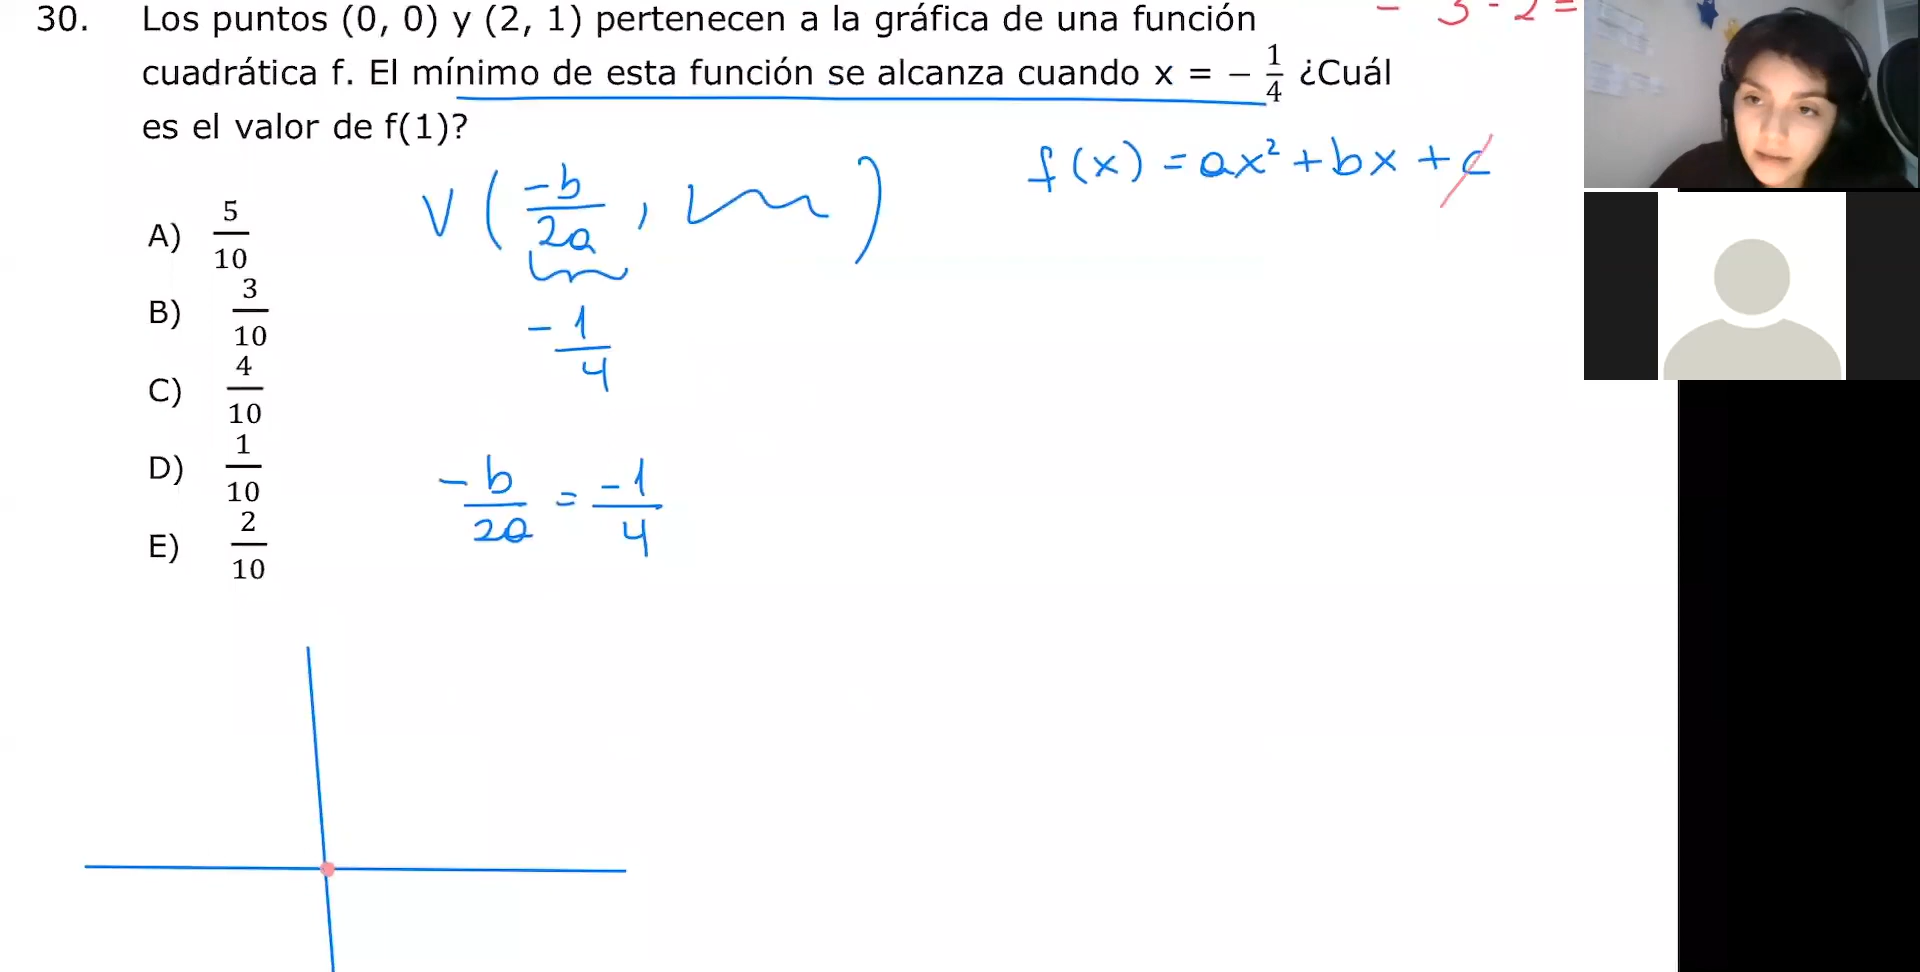 30. Los puntos (0, 0) y (2, 1) pertenecen a la gráfica de una función
cuadrática f. El mínimo de esta función se alcanza cuando x = − 1/4 ¿Cuál
es el valor de f(1)?
− 3 · 2 =
f(x) = ax² + bx + c
V ( -b/2a , )
- 1/4
A) 5/10
B) 3/10
C) 4/10
D) 1/10
E) 2/10
-b/2a = -1/4